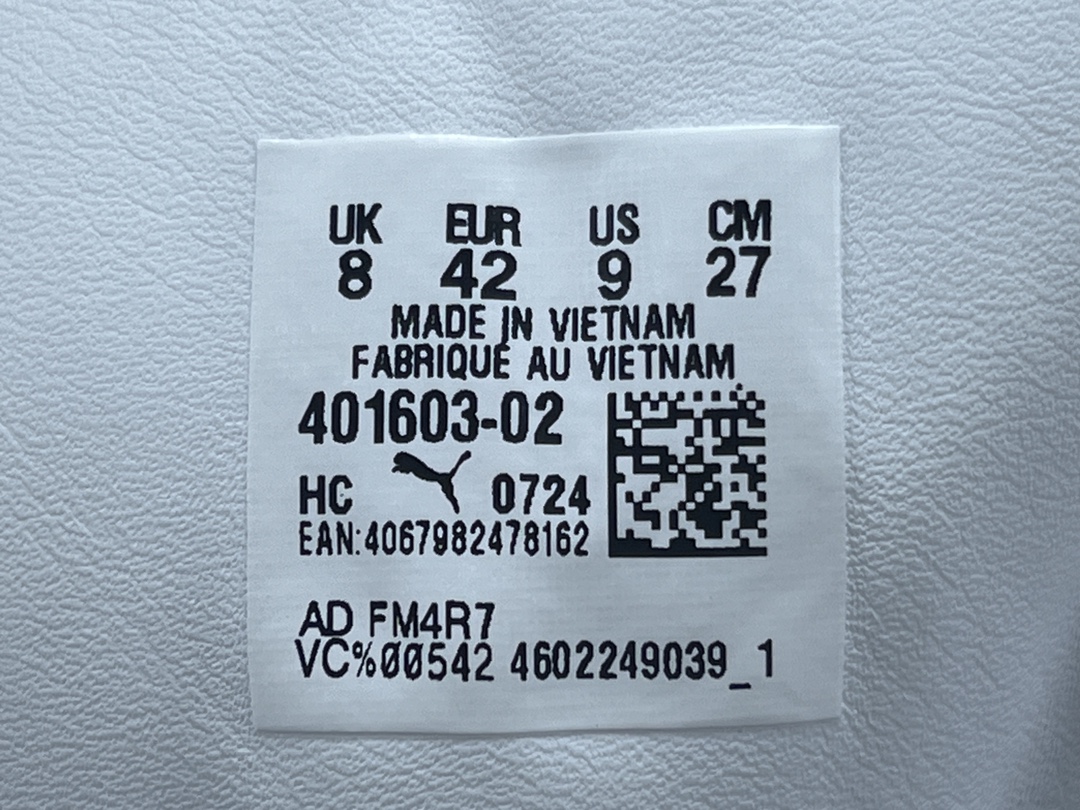 UK EUR US CM
8 42 9 27
MADE IN VIETNAM
FABRIQUÉ AU VIETNAM
401603-02
HC 0724
EAN:4067982478162
AD FM4R7
VC%00542 4602249039_1